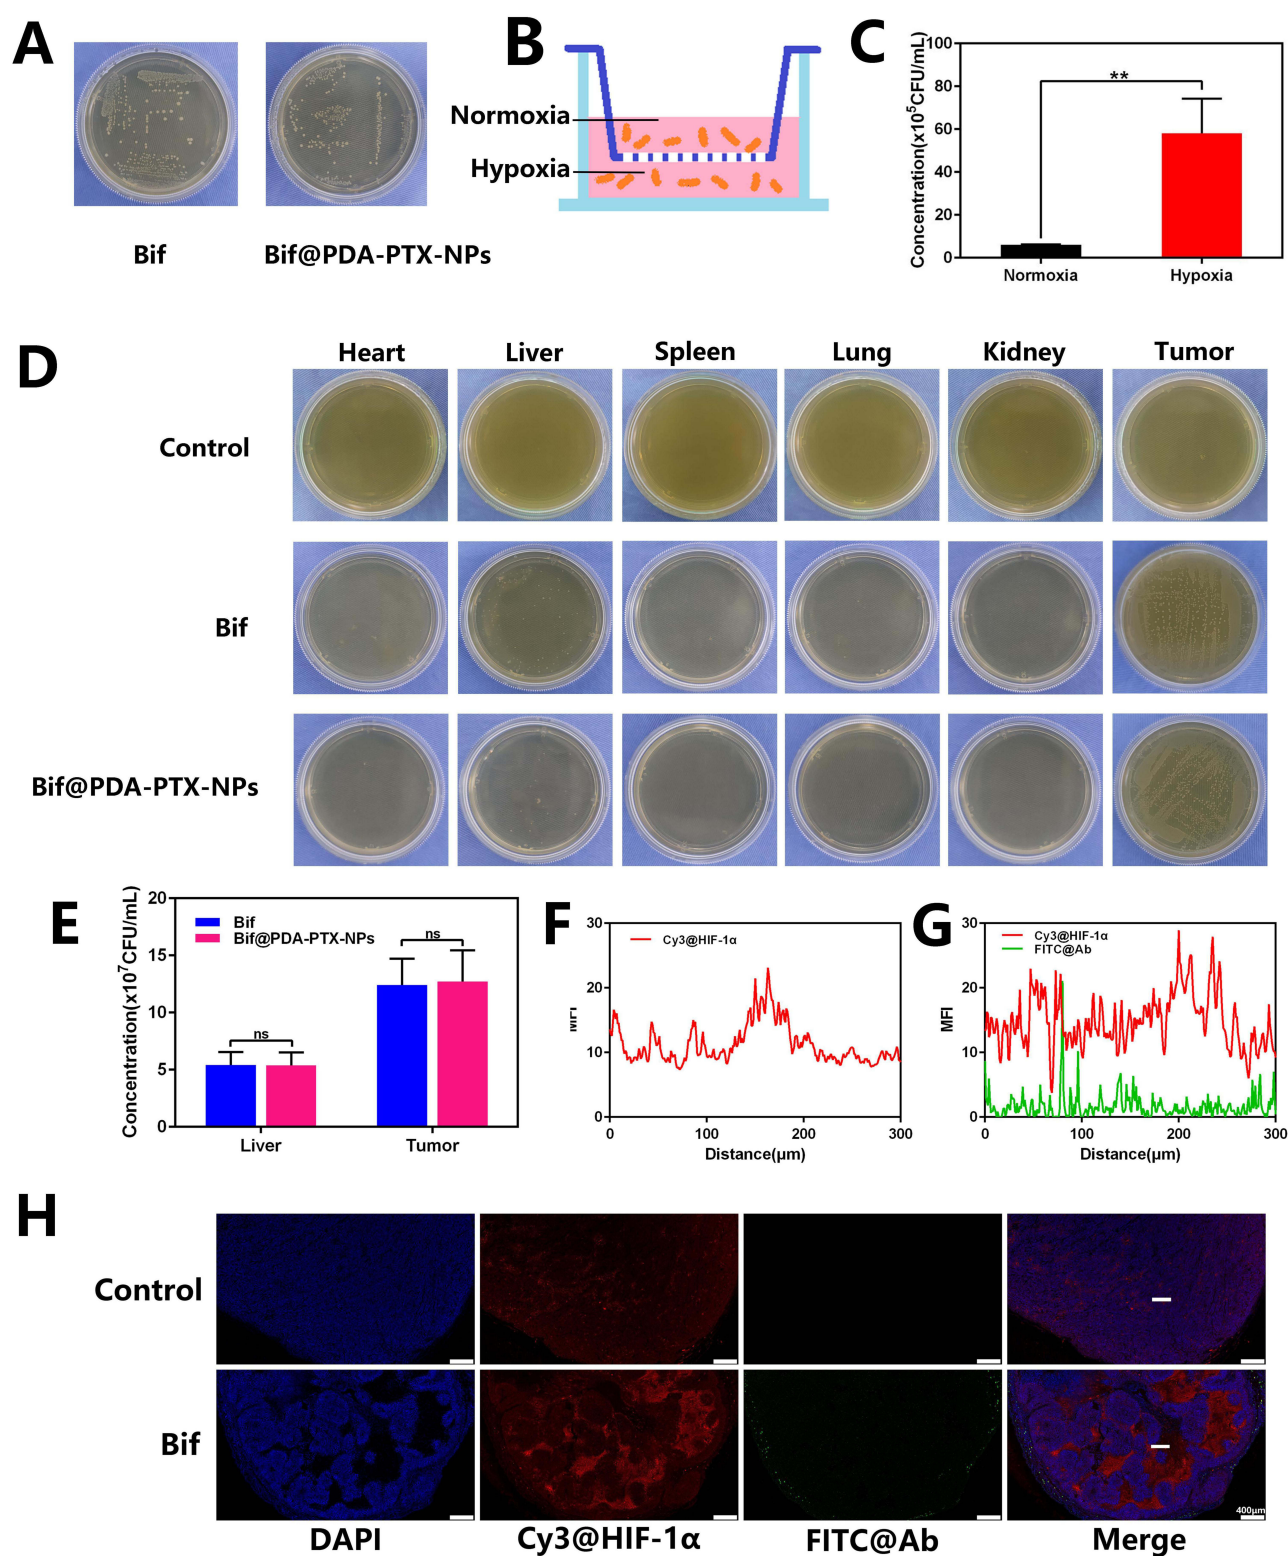 A
B
C
Normoxia
Hypoxia
Bif
Bif@PDA-PTX-NPs
Concentration(x10⁵CFU/mL)
100
80
60
40
20
0
**
Normoxia
Hypoxia
D
Heart Liver Spleen Lung Kidney Tumor
Control
Bif
Bif@PDA-PTX-NPs
E
Concentration(x10⁷CFU/mL)
20
15
10
5
0
Bif
Bif@PDA-PTX-NPs
ns
ns
Liver
Tumor
F
MFI
30
20
10
0
Cy3@HIF-1α
0 100 200 300
Distance(μm)
G
MFI
30
20
10
0
Cy3@HIF-1α
FITC@Ab
0 100 200 300
Distance(μm)
H
Control
Bif
400μm
DAPI Cy3@HIF-1α FITC@Ab Merge